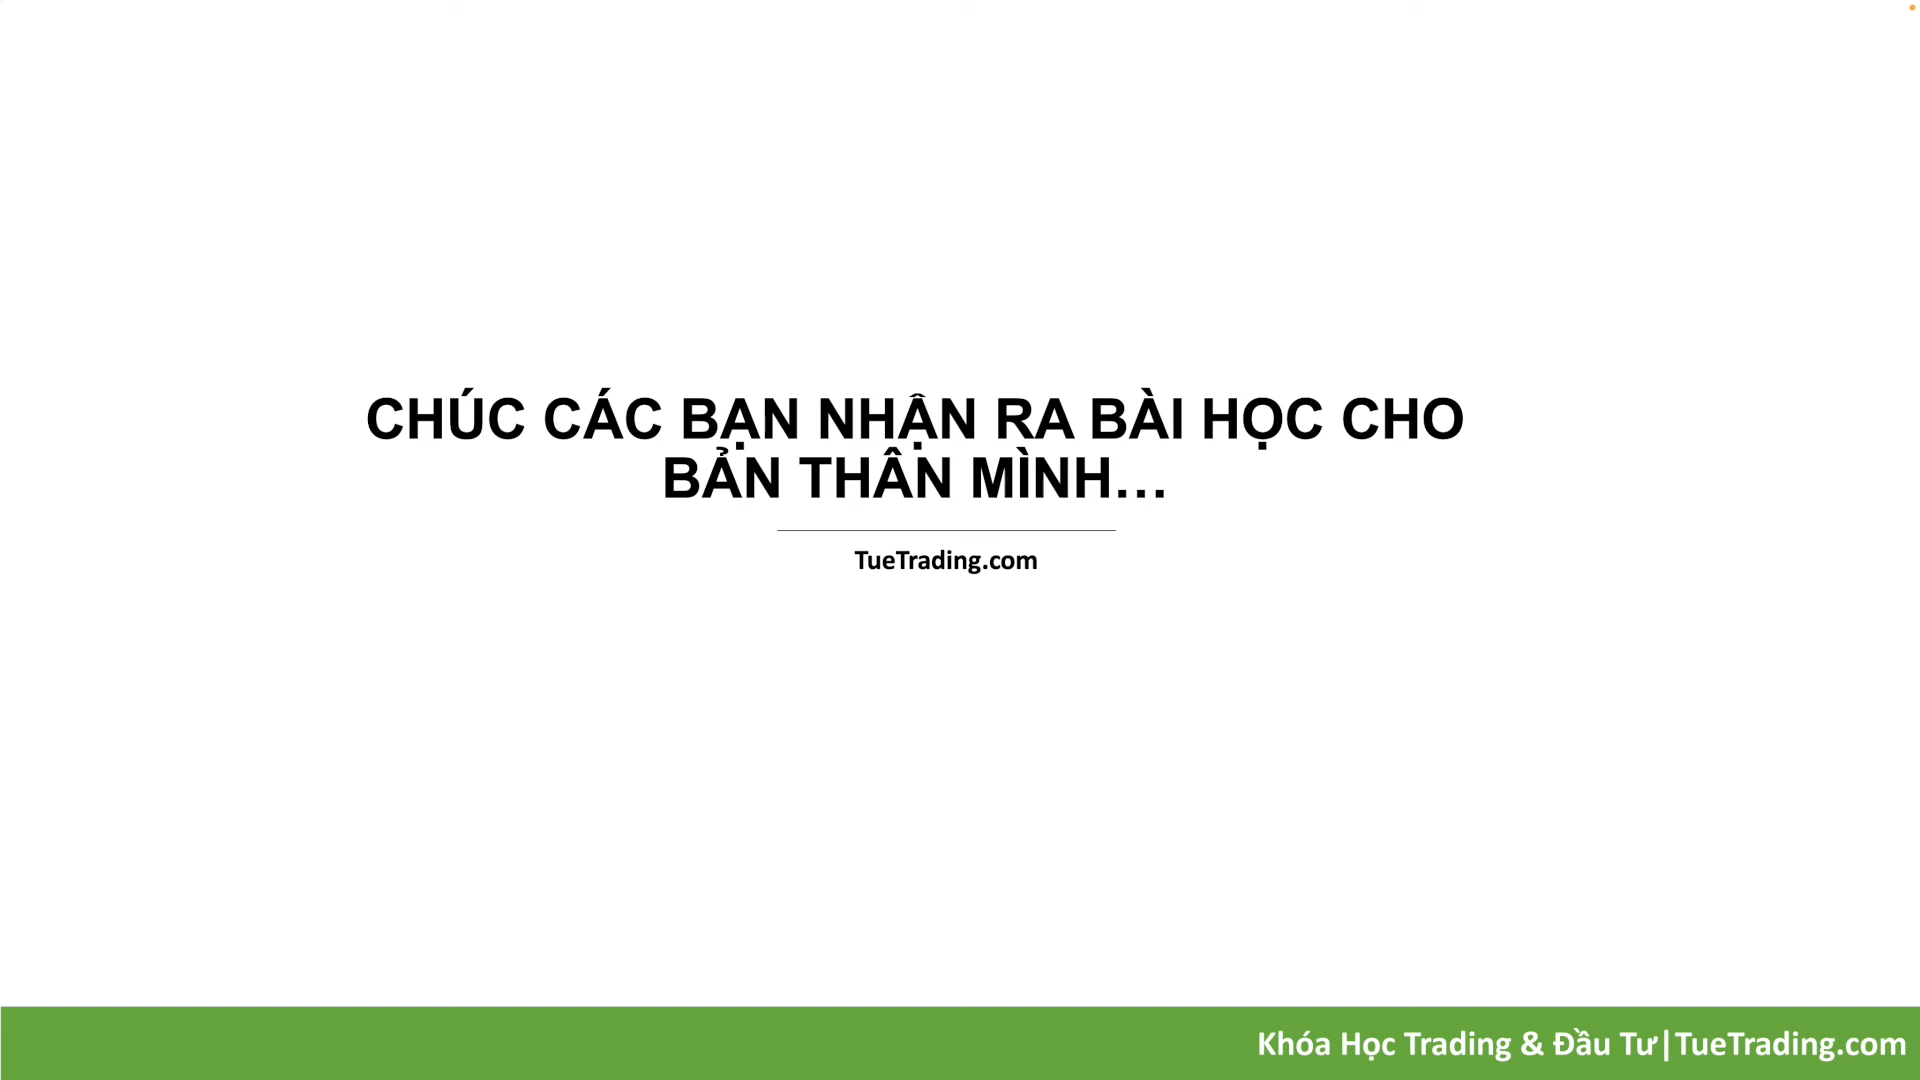 CHÚC CÁC BẠN NHẬN RA BÀI HỌC CHO
BẢN THÂN MÌNH...
TueTrading.com
Khóa Học Trading & Đầu Tư|TueTrading.com